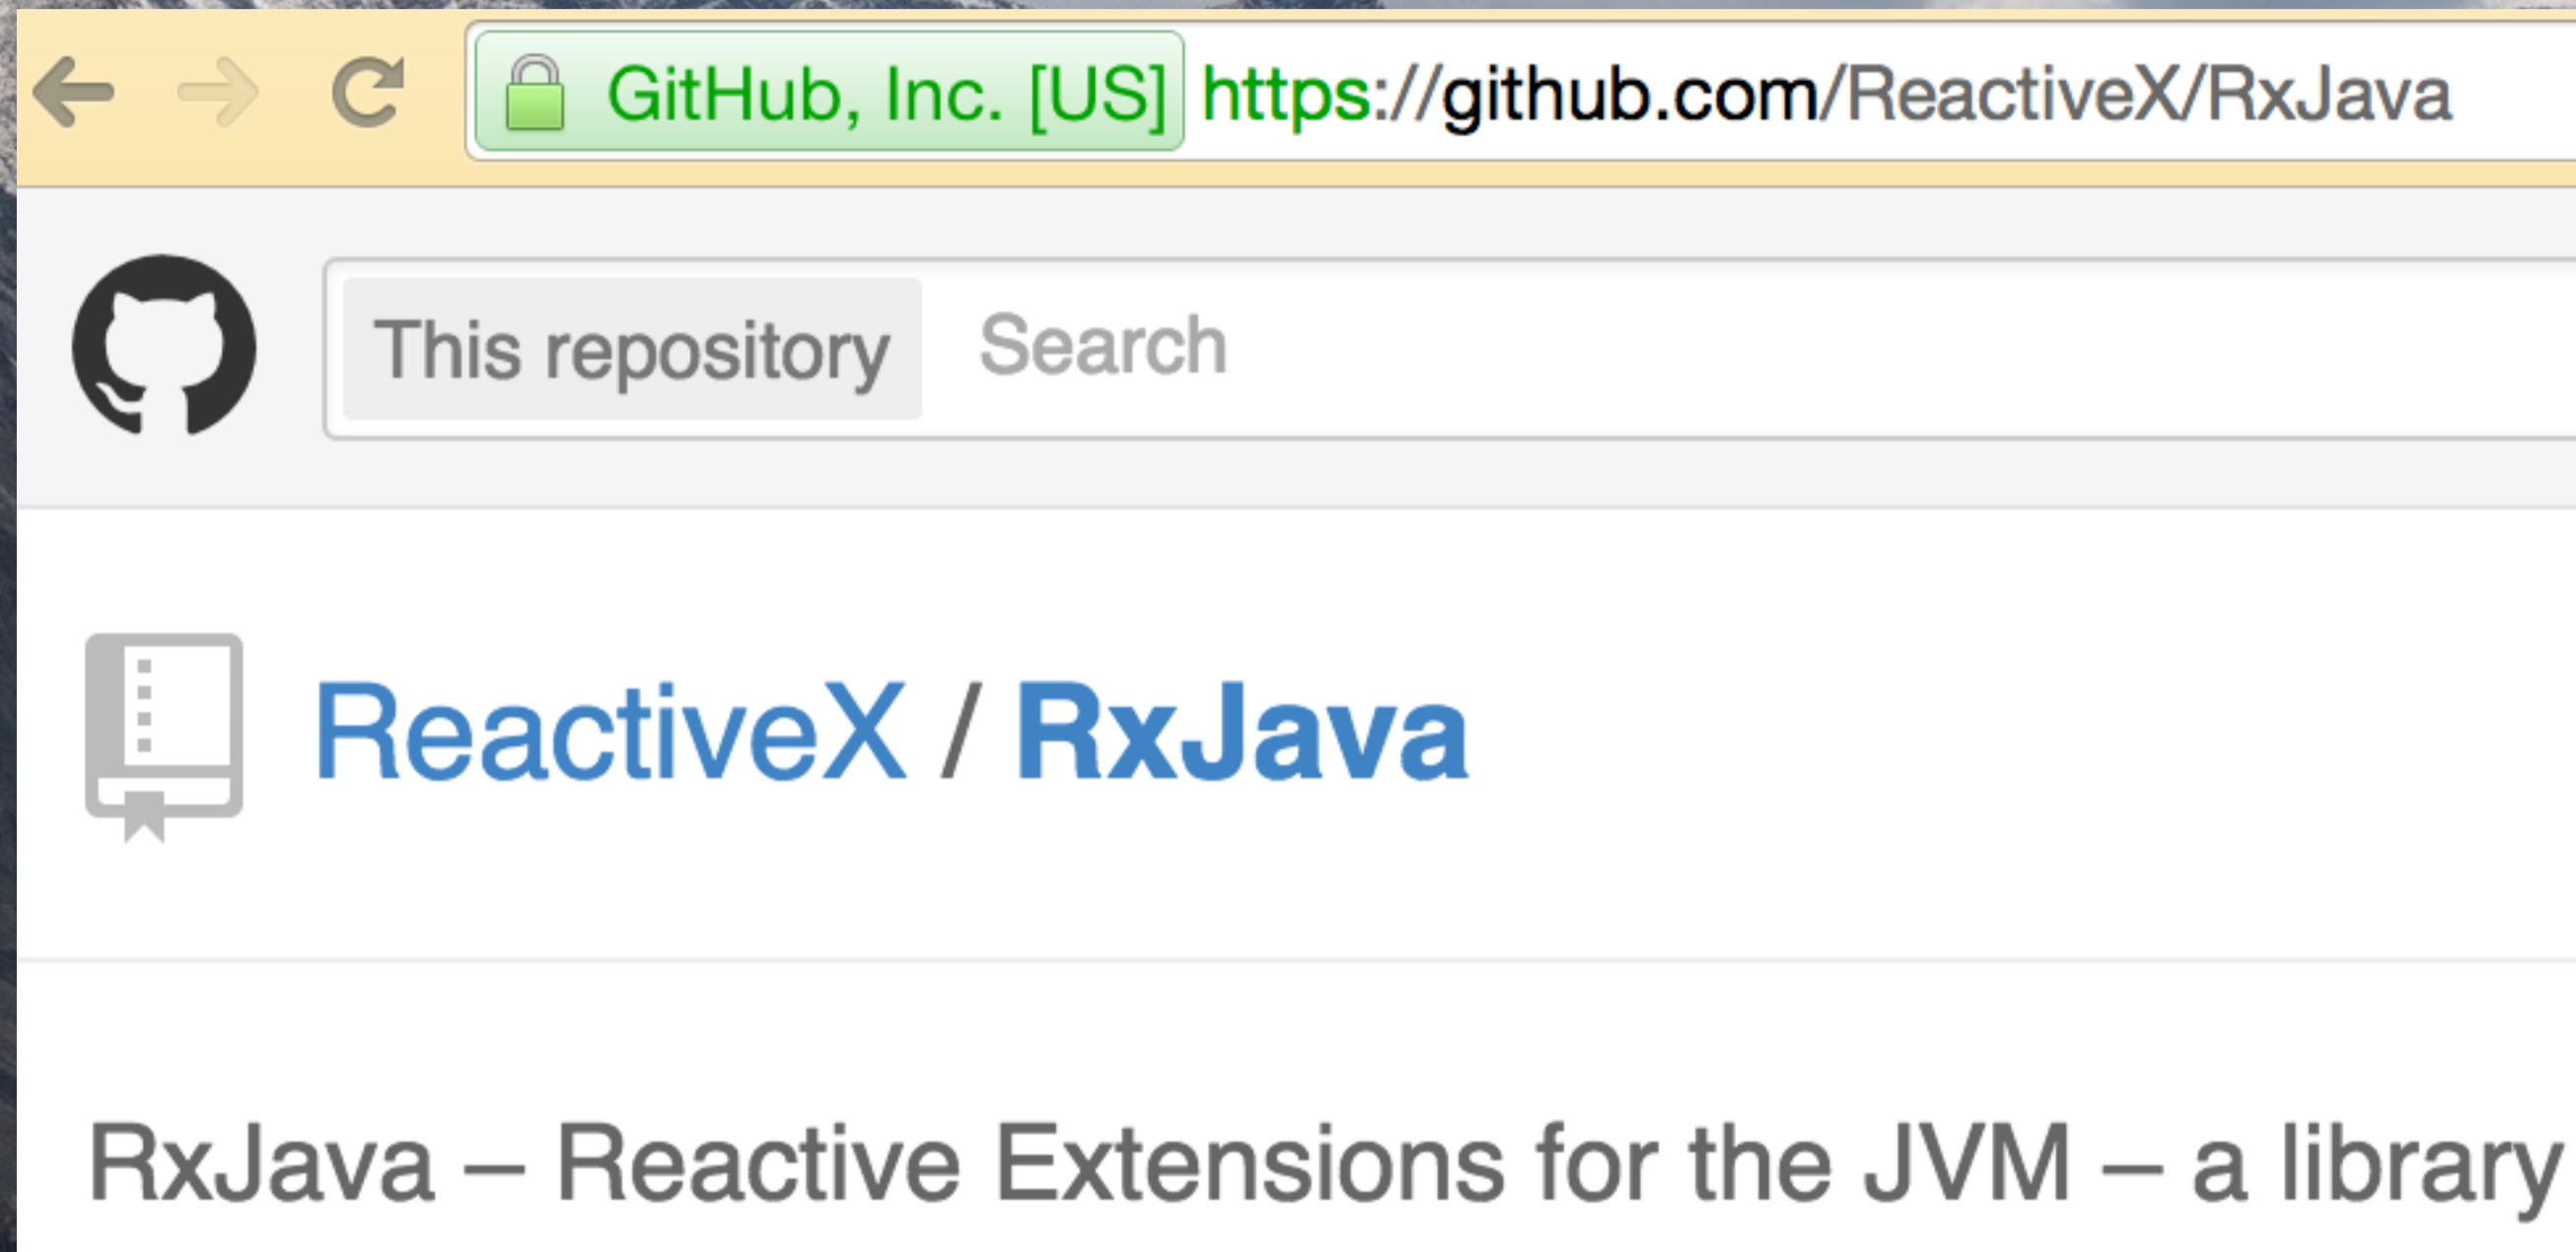 GitHub, Inc. [US] https://github.com/ReactiveX/RxJava
This repository Search
ReactiveX / RxJava
RxJava – Reactive Extensions for the JVM – a library